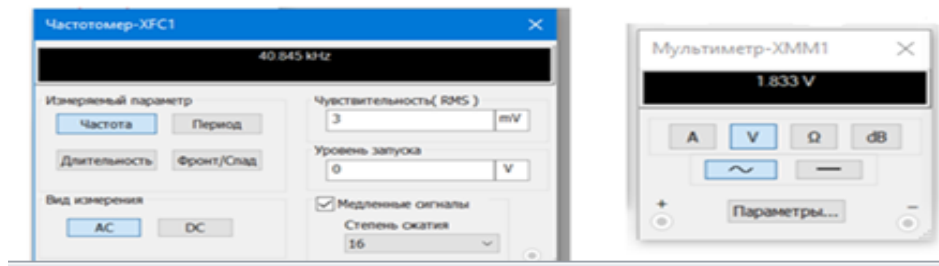 Частотомер-XFC1
40.845 kHz
Измеряемый параметр
Частота Период
Длительность Фронт/Спад
Вид измерения
AC DC
Чувствительность( RMS )
3 mV
Уровень запуска
0 V
Медленные сигналы
Степень сжатия
16
Мультиметр-XMM1
1.833 V
A V Ω dB
+ Параметры... -